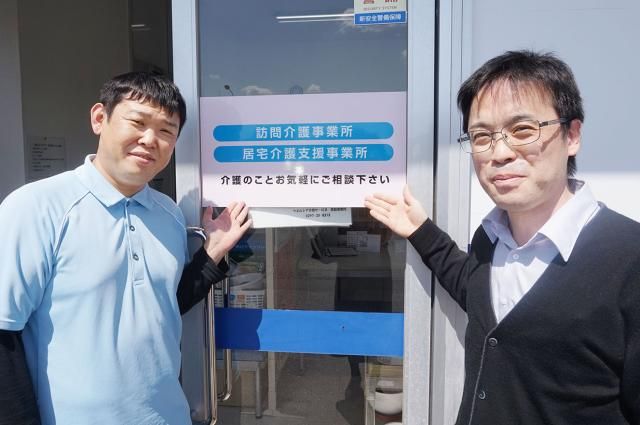 SECURITY SYSTEM
新安全警備保障
訪問介護事業所
居宅介護支援事業所
介護のことお気軽にご相談下さい